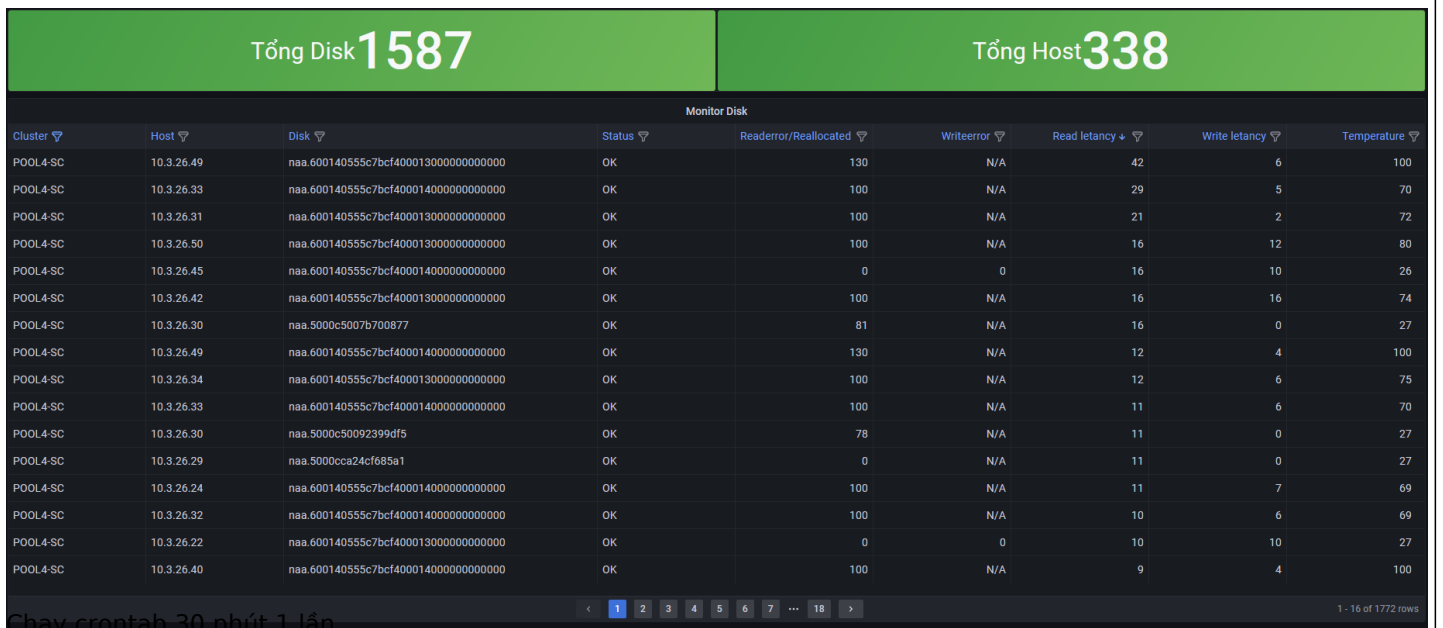 Tổng Disk 1587
Tổng Host 338
Monitor Disk
Cluster Host Disk Status Readerror/Reallocated Writeerror Read letancy Write letancy Temperature
POOL4-SC 10.3.26.49 naa.600140555c7bcf400013000000000000 OK 130 N/A 42 6 100
POOL4-SC 10.3.26.33 naa.600140555c7bcf400014000000000000 OK 100 N/A 29 5 70
POOL4-SC 10.3.26.31 naa.600140555c7bcf400013000000000000 OK 100 N/A 21 2 72
POOL4-SC 10.3.26.50 naa.600140555c7bcf400013000000000000 OK 100 N/A 16 12 80
POOL4-SC 10.3.26.45 naa.600140555c7bcf400014000000000000 OK 0 0 16 10 26
POOL4-SC 10.3.26.42 naa.600140555c7bcf400013000000000000 OK 100 N/A 16 16 74
POOL4-SC 10.3.26.30 naa.5000c5007b700877 OK 81 N/A 16 0 27
POOL4-SC 10.3.26.49 naa.600140555c7bcf400014000000000000 OK 130 N/A 12 4 100
POOL4-SC 10.3.26.34 naa.600140555c7bcf400013000000000000 OK 100 N/A 12 6 75
POOL4-SC 10.3.26.33 naa.600140555c7bcf400014000000000000 OK 100 N/A 11 6 70
POOL4-SC 10.3.26.30 naa.5000c50092399df5 OK 78 N/A 11 0 27
POOL4-SC 10.3.26.29 naa.5000cca24cf685a1 OK 0 N/A 11 0 27
POOL4-SC 10.3.26.24 naa.600140555c7bcf400014000000000000 OK 100 N/A 11 7 69
POOL4-SC 10.3.26.32 naa.600140555c7bcf400014000000000000 OK 100 N/A 10 6 69
POOL4-SC 10.3.26.22 naa.600140555c7bcf400013000000000000 OK 0 0 10 10 27
POOL4-SC 10.3.26.40 naa.600140555c7bcf400014000000000000 OK 100 N/A 9 4 100
1 2 3 4 5 6 7 ... 18 1 - 16 of 1772 rows
Chạy crontab 30 phút 1 lần